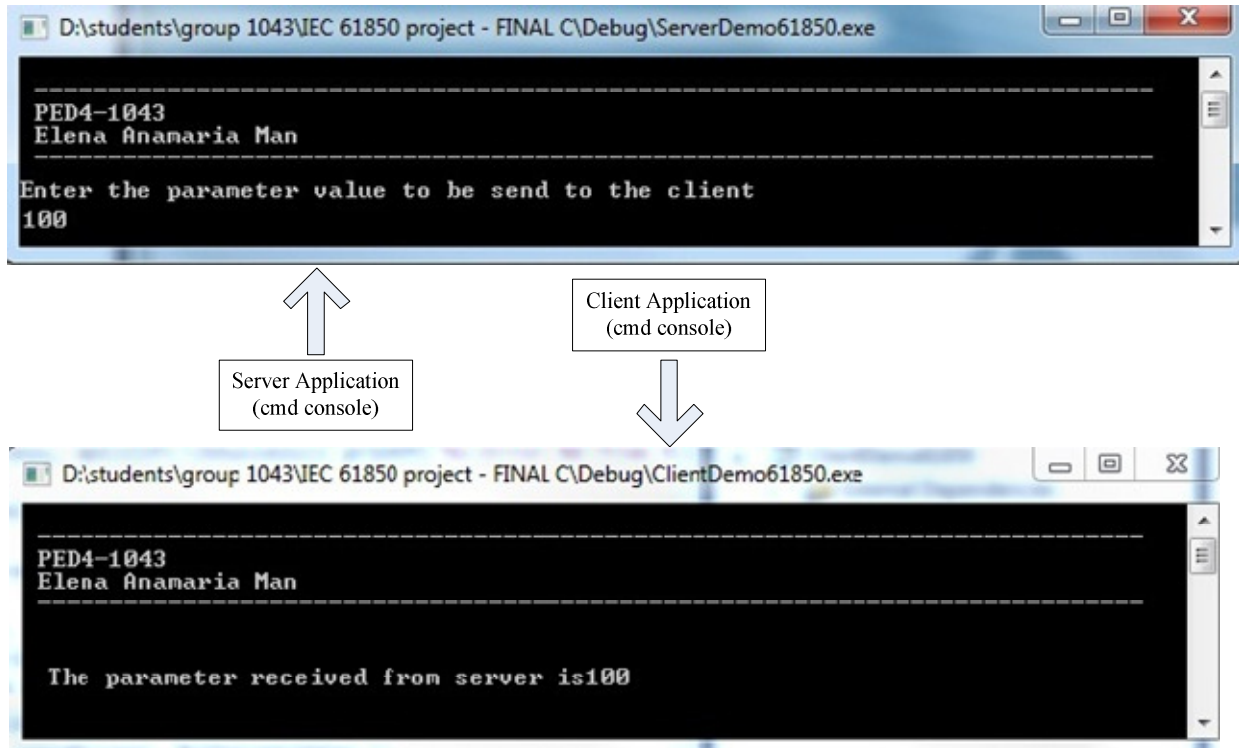 D:\students\group 1043\IEC 61850 project - FINAL C\Debug\ServerDemo61850.exe
PED4-1043
Elena Anamaria Man
Enter the parameter value to be send to the client
100
Client Application
(cmd console)
Server Application
(cmd console)
D:\students\group 1043\IEC 61850 project - FINAL C\Debug\ClientDemo61850.exe
PED4-1043
Elena Anamaria Man
The parameter received from server is100